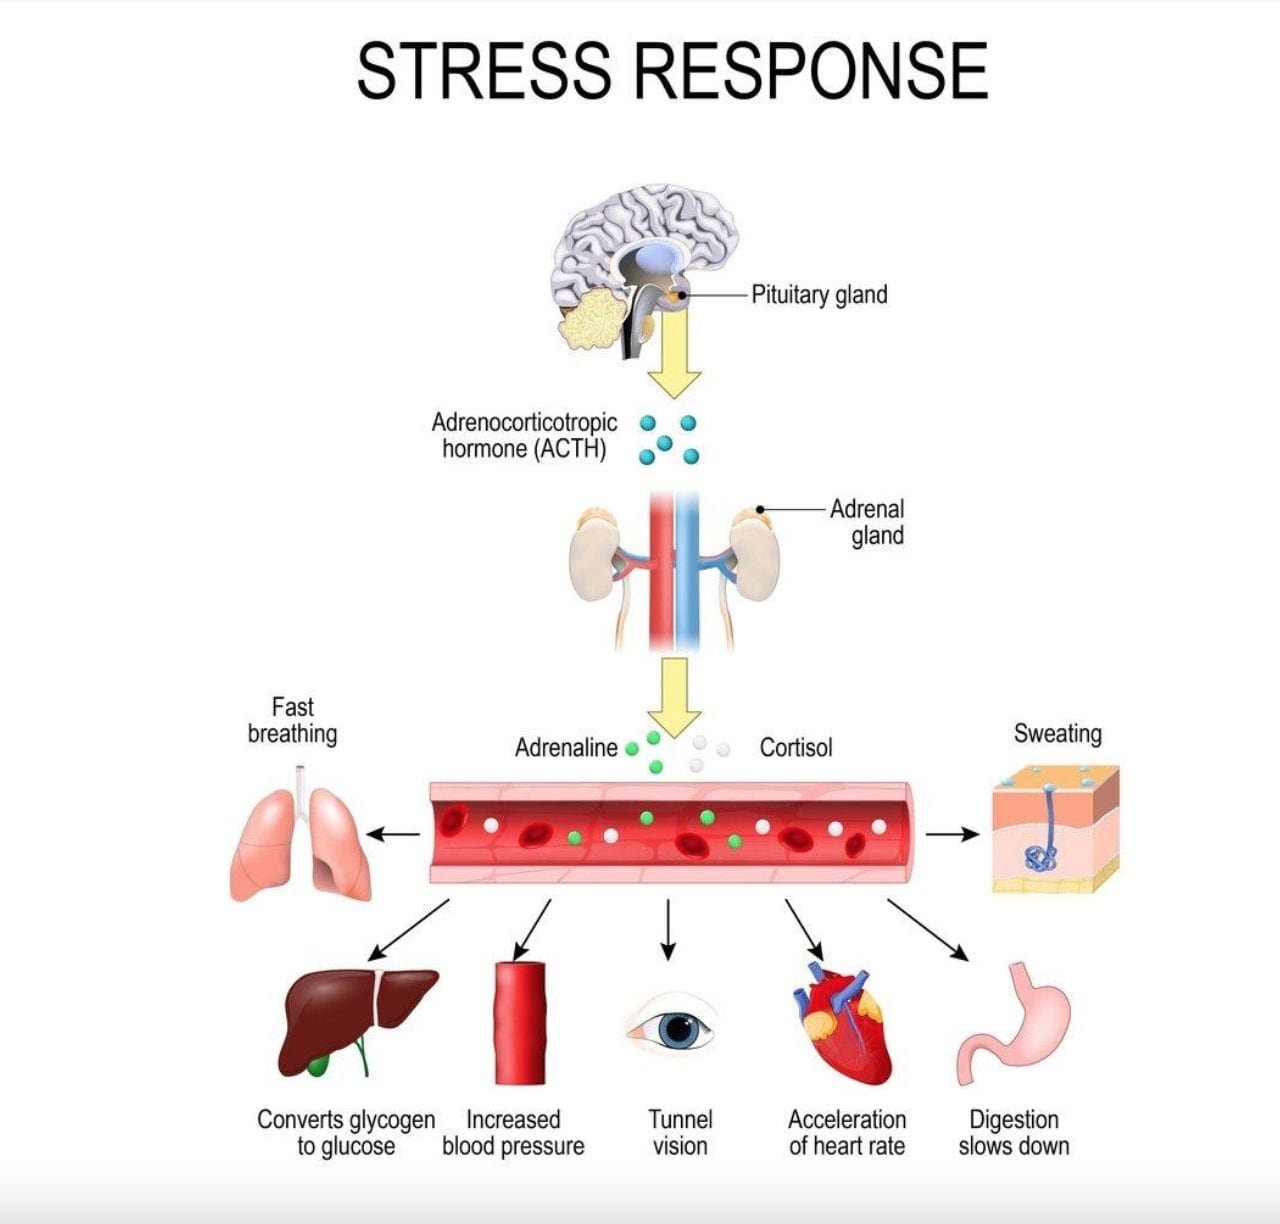 STRESS RESPONSE
Pituitary gland
Adrenocorticotropic
hormone (ACTH)
Adrenal
gland
Fast
breathing
Adrenaline
Cortisol
Sweating
Converts glycogen
to glucose
Increased
blood pressure
Tunnel
vision
Acceleration
of heart rate
Digestion
slows down